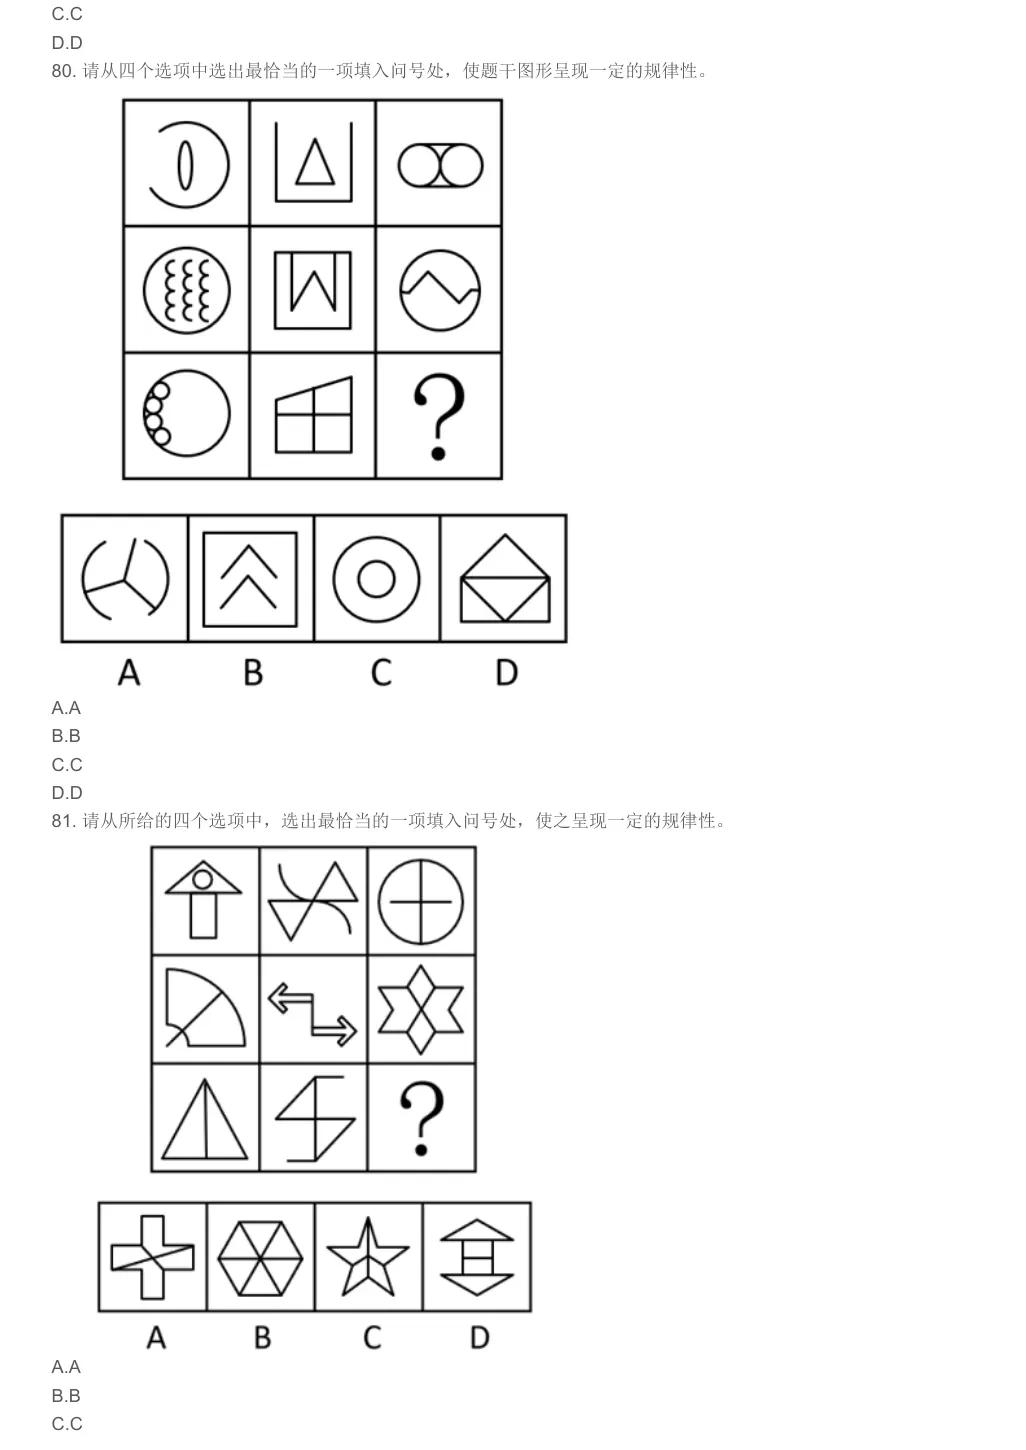 C.C
D.D
80. 请从四个选项中选出最恰当的一项填入问号处，使题干图形呈现一定的规律性。
?
A B C D
A.A
B.B
C.C
D.D
81. 请从所给的四个选项中，选出最恰当的一项填入问号处，使之呈现一定的规律性。
?
A B C D
A.A
B.B
C.C